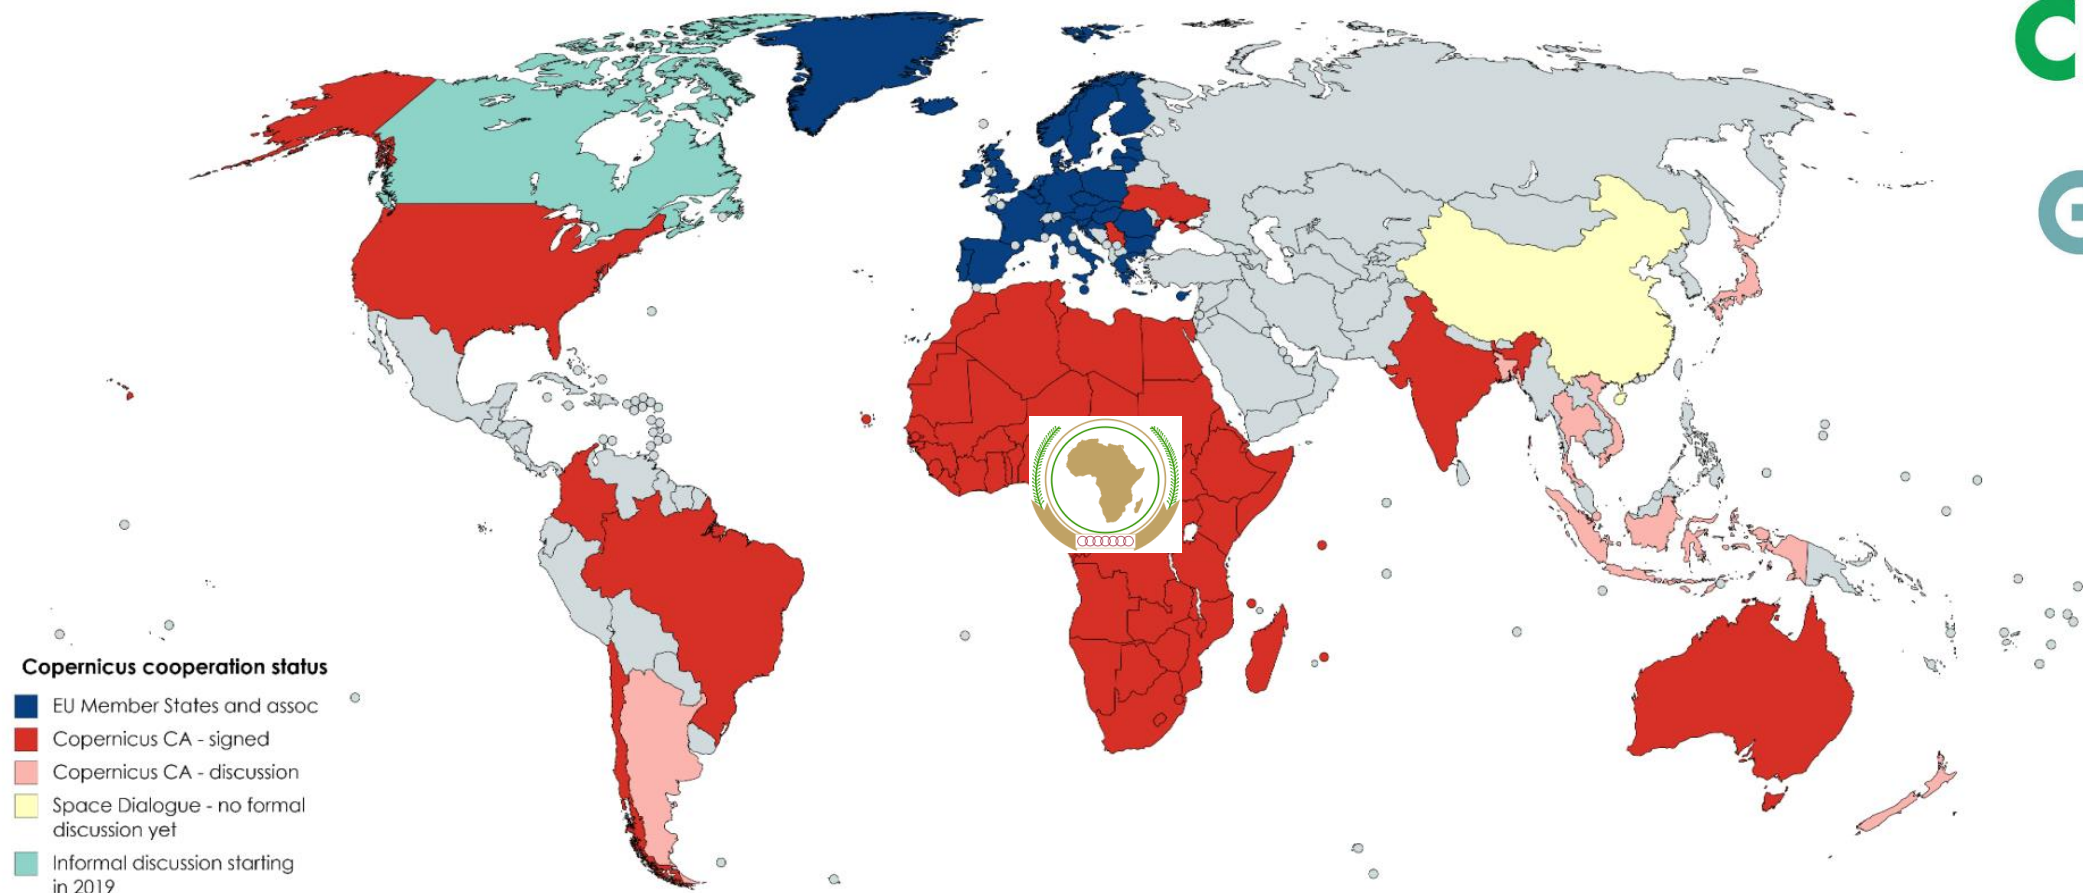 Copernicus cooperation status
EU Member States and assoc
Copernicus CA - signed
Copernicus CA - discussion
Space Dialogue - no formal
discussion yet
Informal discussion starting
in 2019